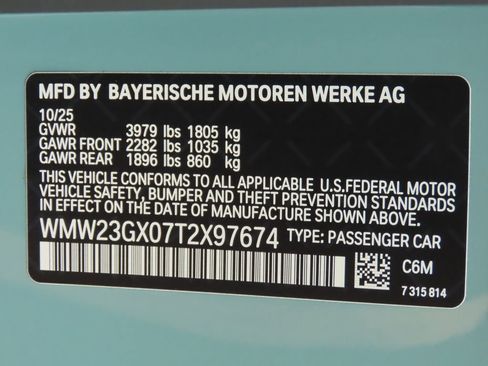 MFD BY BAYERISCHE MOTOREN WERKE AG
10/25
GVWR 3979 lbs 1805 kg
GAWR FRONT 2282 lbs 1035 kg
GAWR REAR 1896 lbs 860 kg
THIS VEHICLE CONFORMS TO ALL APPLICABLE U.S.FEDERAL MOTOR
VEHICLE SAFETY, BUMPER AND THEFT PREVENTION STANDARDS IN
EFFECT ON THE DATE OF MANUFACTURE SHOWN ABOVE.
WMW23GX07T2X97674 TYPE: PASSENGER CAR
C6M
7 315 814